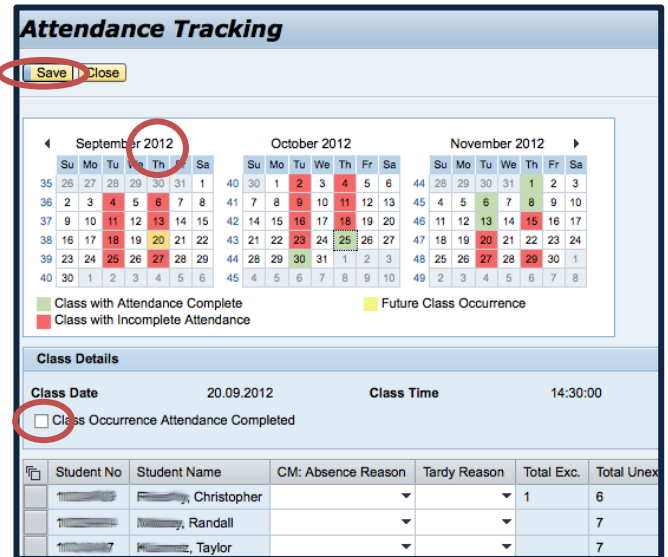 Attendance Tracking
Save Close
September 2012 October 2012 November 2012
Su Mo Tu We Th Fr Sa Su Mo Tu We Th Fr Sa Su Mo Tu We Th Fr Sa
35 26 27 28 29 30 31 1 40 30 1 2 3 4 5 6 44 28 29 30 31 1 2 3
36 2 3 4 5 6 7 8 41 7 8 9 10 11 12 13 45 4 5 6 7 8 9 10
37 9 10 11 12 13 14 15 42 14 15 16 17 18 19 20 46 11 12 13 14 15 16 17
38 16 17 18 19 20 21 22 43 21 22 23 24 25 26 27 47 18 19 20 21 22 23 24
39 23 24 25 26 27 28 29 44 28 29 30 31 1 2 3 48 25 26 27 28 29 30 1
40 30 1 2 3 4 5 6 45 4 5 6 7 8 9 10 49 2 3 4 5 6 7 8
Class with Attendance Complete Future Class Occurrence
Class with Incomplete Attendance
Class Details
Class Date 20.09.2012 Class Time 14:30:00
Class Occurrence Attendance Completed
Student No Student Name CM: Absence Reason Tardy Reason Total Exc. Total Unex
, Christopher 1 6
, Randall 7
, Taylor 7